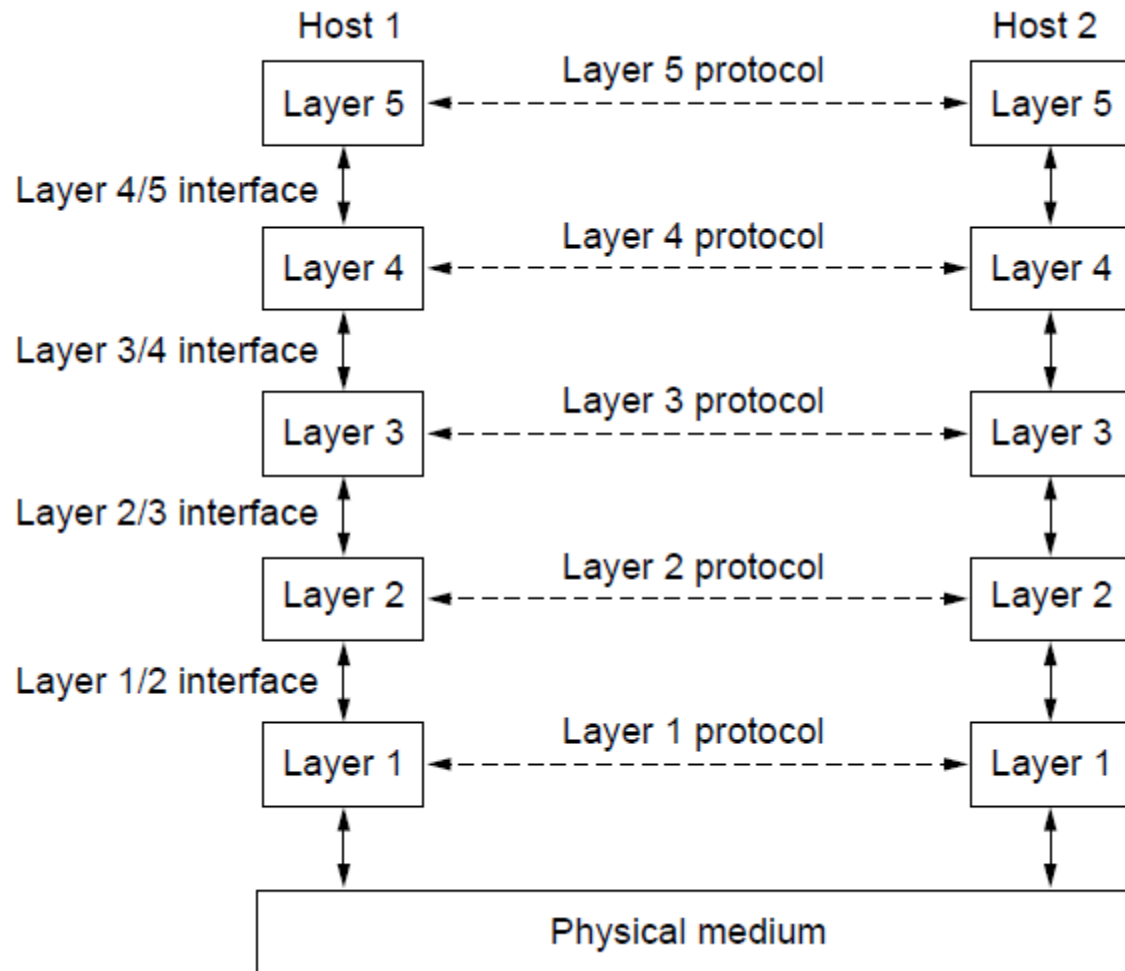 Host 1
Host 2
Layer 5 protocol
Layer 5
Layer 5
Layer 4/5 interface
Layer 4 protocol
Layer 4
Layer 4
Layer 3/4 interface
Layer 3 protocol
Layer 3
Layer 3
Layer 2/3 interface
Layer 2 protocol
Layer 2
Layer 2
Layer 1/2 interface
Layer 1 protocol
Layer 1
Layer 1
Physical medium